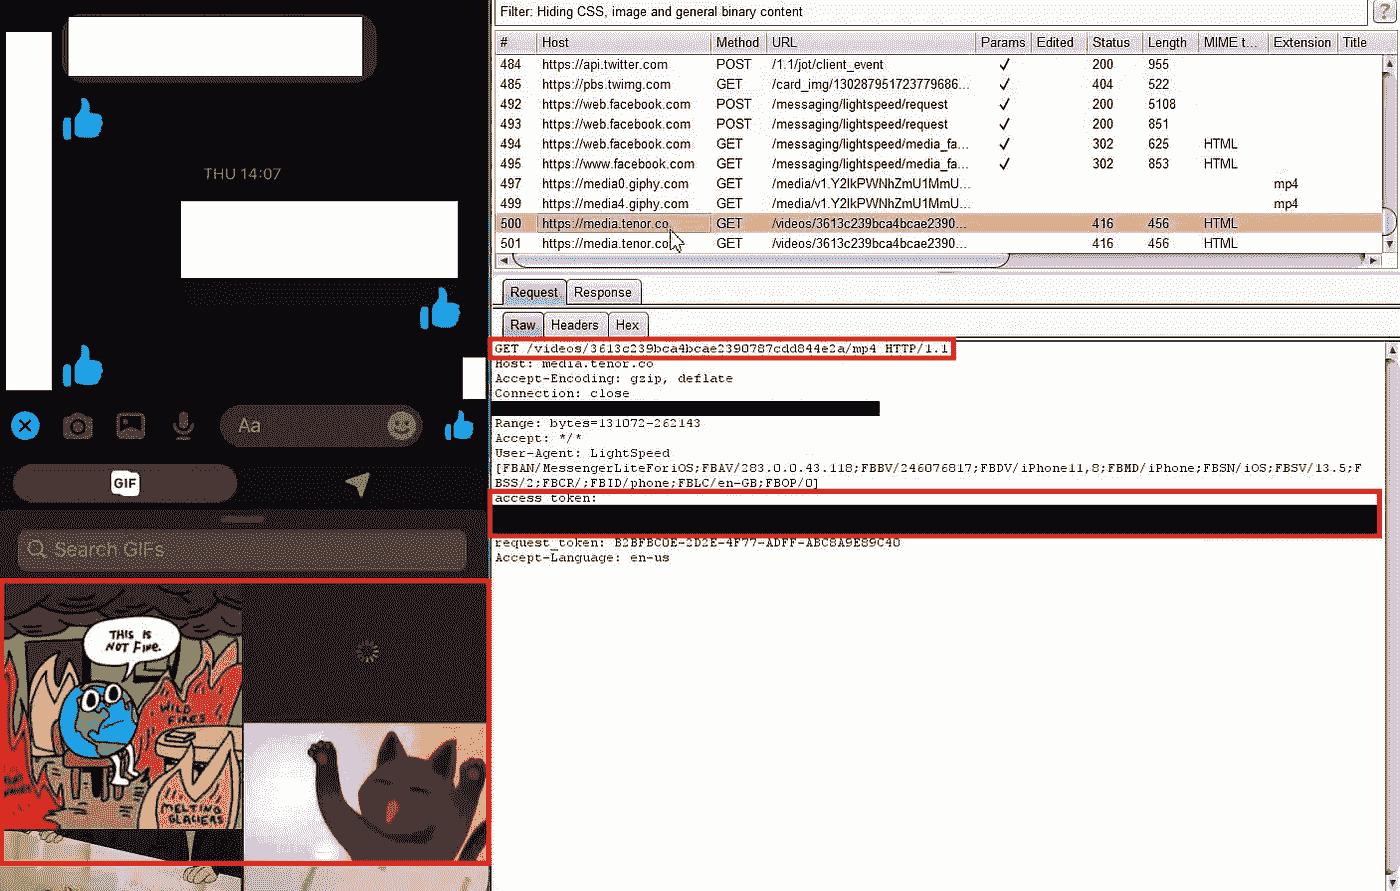 THU 14:07
Aa
GIF
Search GIFs
THIS IS
NOT FINE.
WILD
FIRES
MELTING
GLACIERS
Filter: Hiding CSS, image and general binary content
?
# Host Method URL Params Edited Status Length MIME t... Extension Title
484 https://api.twitter.com POST /1.1/jot/client_event ✓ 200 955
485 https://pbs.twimg.com GET /card_img/130287951723779686... ✓ 404 522
492 https://web.facebook.com POST /messaging/lightspeed/request ✓ 200 5108
493 https://web.facebook.com POST /messaging/lightspeed/request ✓ 200 851
494 https://web.facebook.com GET /messaging/lightspeed/media_fa... ✓ 302 625 HTML
495 https://www.facebook.com GET /messaging/lightspeed/media_fa... ✓ 302 853 HTML
497 https://media0.giphy.com GET /media/v1.Y2lkPWNhZmU1MmU... mp4
499 https://media4.giphy.com GET /media/v1.Y2lkPWNhZmU1MmU... mp4
500 https://media.tenor.co GET /videos/3613c239bca4bcae2390... 416 456 HTML
501 https://media.tenor.co GET /videos/3613c239bca4bcae2390... 416 456 HTML
Request Response
Raw Headers Hex
GET /videos/3613c239bca4bcae2390787cdd844e2a/mp4 HTTP/1.1
Host: media.tenor.co
Accept-Encoding: gzip, deflate
Connection: close
Range: bytes=131072-262143
Accept: */*
User-Agent: LightSpeed
[FBAN/MessengerLiteForiOS;FBAV/283.0.0.43.118;FBBV/246076817;FBDV/iPhone11,8;FBMD/iPhone;FBSN/iOS;FBSV/13.5;F
BSS/2;FBCR/;FBID/phone;FBLC/en-GB;FBOP/0]
access_token:
request_token: B2BFBC0E-2D2E-4F77-ADFF-ABC8A9E89C40
Accept-Language: en-us